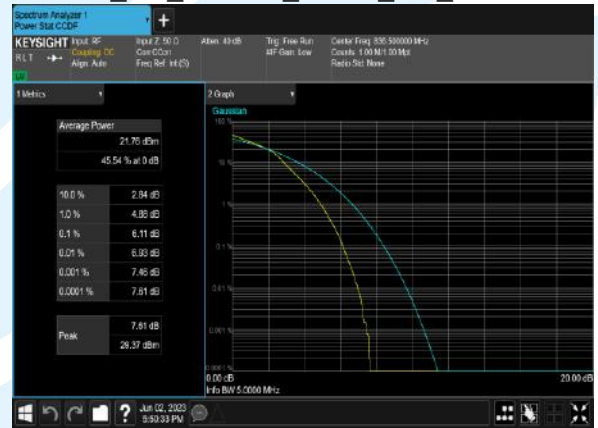 Spectrum Analyzer 1
Power Stat CCDF
KEYSIGHT Input: RF Input Z: 50 Ω Atten: 40 dB Trig: Free Run Center Freq: 836.500000 MHz
RLT Coupling: DC Corr CCorr IF Gain: Low Counts: 1.00 M/1.00 Mpt
Align: Auto Freq Ref: Int (S) Radio Std: None
1 Metrics
2 Graph
Gaussian
Average Power
21.76 dBm
45.54 % at 0 dB
10.0 % 2.84 dB
1.0 % 4.88 dB
0.1 % 6.11 dB
0.01 % 6.93 dB
0.001 % 7.46 dB
0.0001 % 7.61 dB
Peak
7.61 dB
29.37 dBm
100 %
10 %
1 %
0.1 %
0.01 %
0.001 %
0.0001 %
0.00 dB 20.00 dB
Info BW 5.0000 MHz
? Jun 02, 2023
5:50:33 PM